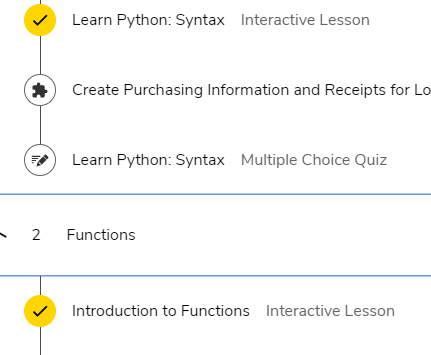 Learn Python: Syntax Interactive Lesson
Create Purchasing Information and Receipts for Lo
Learn Python: Syntax Multiple Choice Quiz
2 Functions
Introduction to Functions Interactive Lesson